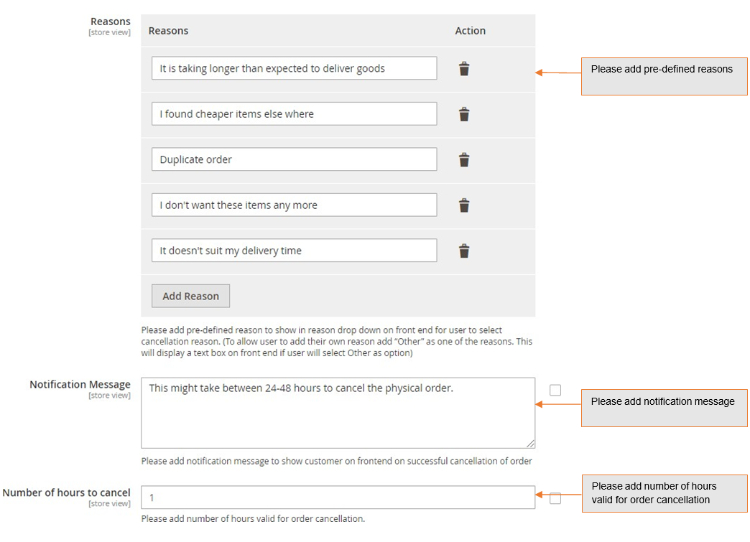 Reasons
[store view]
Reasons
Action
It is taking longer than expected to deliver goods
Please add pre-defined reasons
I found cheaper items else where
Duplicate order
I don't want these items any more
It doesn't suit my delivery time
Add Reason
Please add pre-defined reason to show in reason drop down on front end for user to select
cancellation reason. (To allow user to add their own reason add "Other" as one of the reasons. This
will display a text box on front end if user will select Other as option)
Notification Message
[store view]
This might take between 24-48 hours to cancel the physical order.
Please add notification message
Please add notification message to show customer on frontend on successful cancellation of order
Number of hours to cancel
[store view]
1
Please add number of hours
valid for order cancellation
Please add number of hours valid for order cancellation.